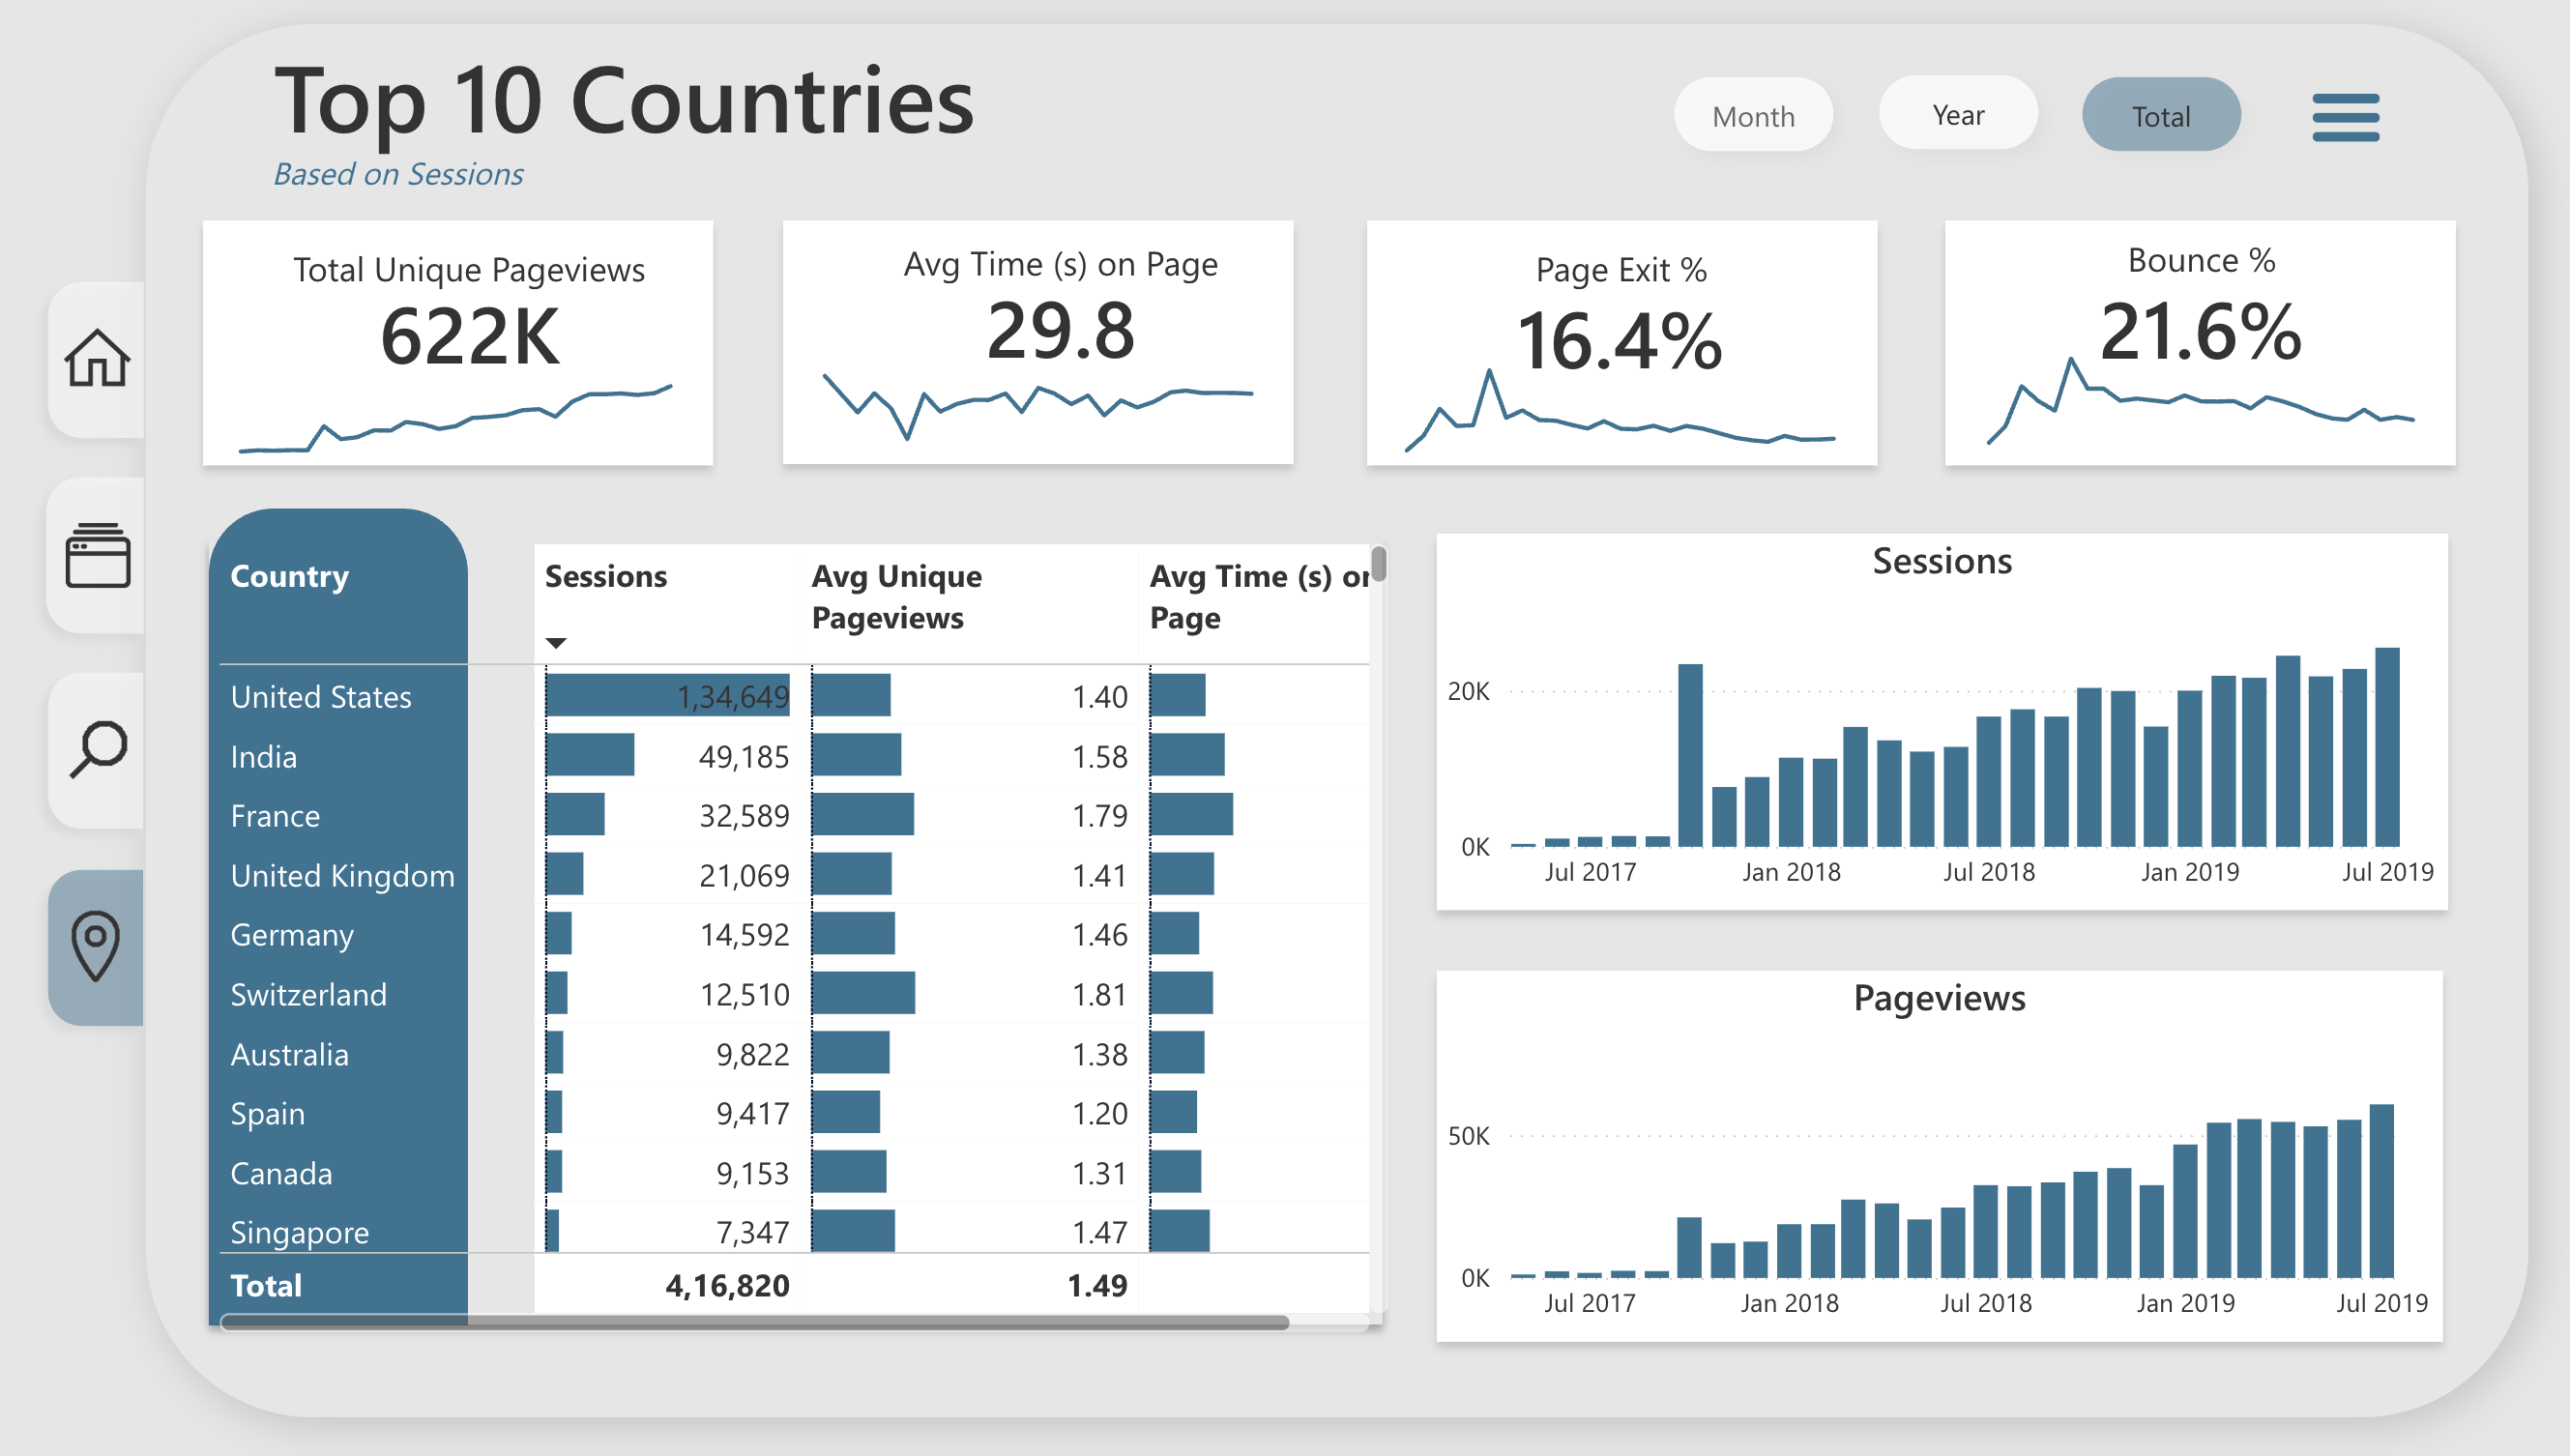 Top 10 Countries
Based on Sessions
Month
Year
Total
Total Unique Pageviews
622K
Avg Time (s) on Page
29.8
Page Exit %
16.4%
Bounce %
21.6%
Country
Sessions
Avg Unique
Pageviews
Avg Time (s) on
Page
United States 1,34,649 1.40
India 49,185 1.58
France 32,589 1.79
United Kingdom 21,069 1.41
Germany 14,592 1.46
Switzerland 12,510 1.81
Australia 9,822 1.38
Spain 9,417 1.20
Canada 9,153 1.31
Singapore 7,347 1.47
Total 4,16,820 1.49
Sessions
20K
0K
Jul 2017 Jan 2018 Jul 2018 Jan 2019 Jul 2019
Pageviews
50K
0K
Jul 2017 Jan 2018 Jul 2018 Jan 2019 Jul 2019